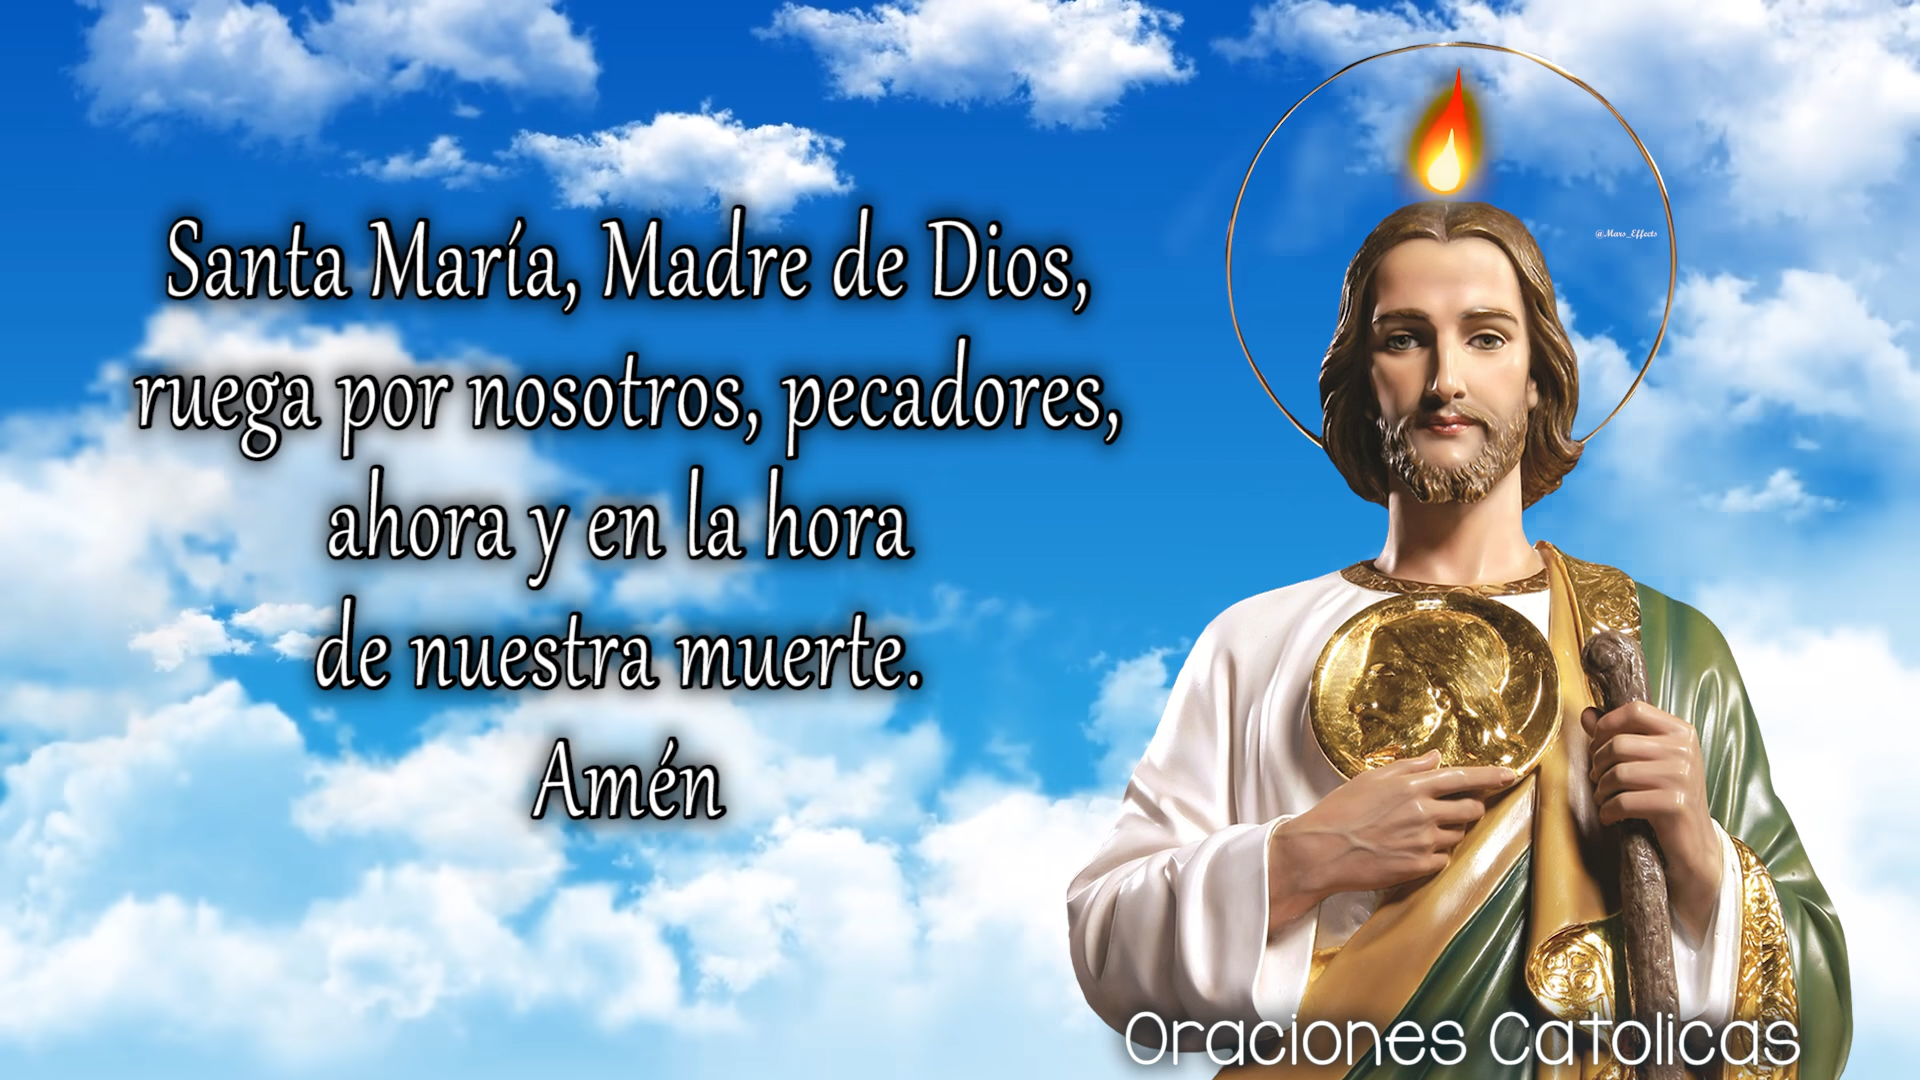 Santa María, Madre de Dios,
ruega por nosotros, pecadores,
ahora y en la hora
de nuestra muerte.
Amén
@Mars_Effects
Oraciones Catolicas